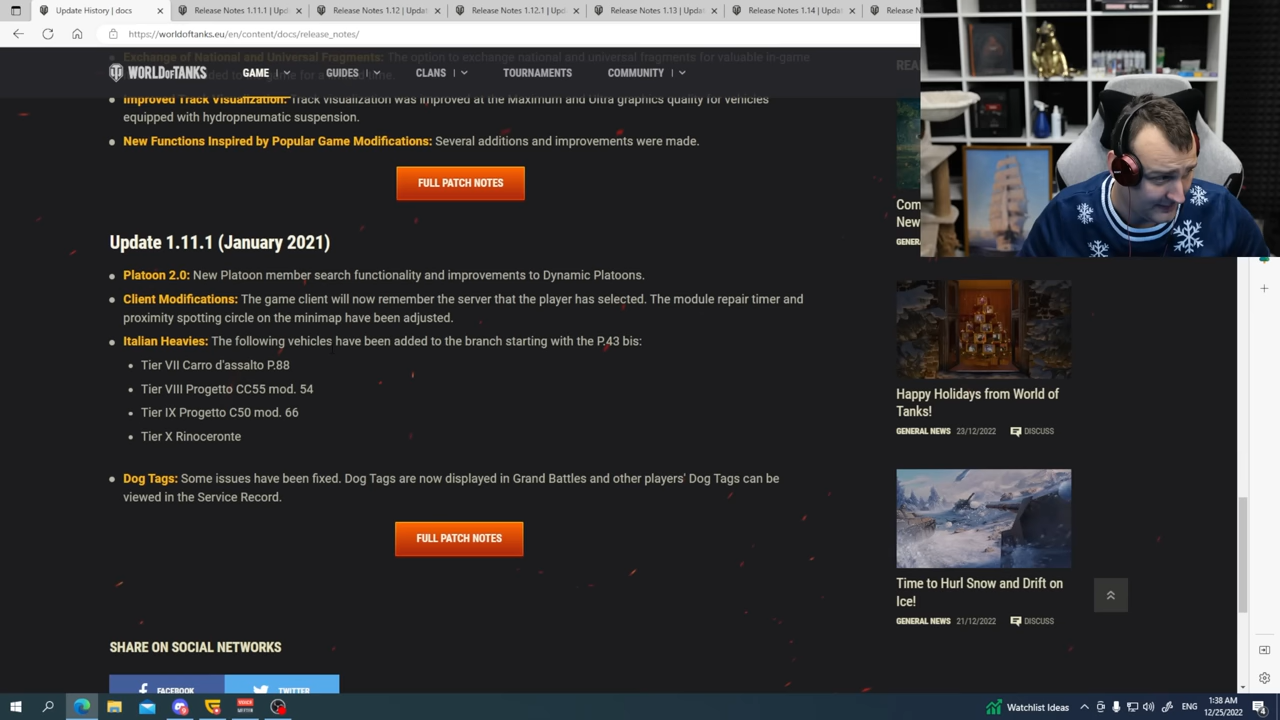 Update History | docs
Release Notes 1.11.1 | Upd
Release Notes 1.12 | Updat
Release Notes 1.12.1 | Upd
Release Notes 1.13 | Updat
Release Notes 1.14 | Updat
Release Notes
https://worldoftanks.eu/en/content/docs/release_notes/
Exchange of National and Universal Fragments: The option to exchange national and universal fragments for valuable in-game
WORLD OF TANKS
GAME
GUIDES
CLANS
TOURNAMENTS
COMMUNITY
Improved Track Visualization: Track visualization was improved at the Maximum and Ultra graphics quality for vehicles
equipped with hydropneumatic suspension.
New Functions Inspired by Popular Game Modifications: Several additions and improvements were made.
FULL PATCH NOTES
Update 1.11.1 (January 2021)
Platoon 2.0: New Platoon member search functionality and improvements to Dynamic Platoons.
Client Modifications: The game client will now remember the server that the player has selected. The module repair timer and
proximity spotting circle on the minimap have been adjusted.
Italian Heavies: The following vehicles have been added to the branch starting with the P.43 bis:
Tier VII Carro d'assalto P.88
Tier VIII Progetto CC55 mod. 54
Tier IX Progetto C50 mod. 66
Tier X Rinoceronte
Dog Tags: Some issues have been fixed. Dog Tags are now displayed in Grand Battles and other players' Dog Tags can be
viewed in the Service Record.
FULL PATCH NOTES
SHARE ON SOCIAL NETWORKS
FACEBOOK
TWITTER
REA
Com
New
GENER
Happy Holidays from World of
Tanks!
GENERAL NEWS 23/12/2022 DISCUSS
Time to Hurl Snow and Drift on
Ice!
GENERAL NEWS 21/12/2022 DISCUSS
Watchlist Ideas
ENG
1:38 AM
12/25/2022
4